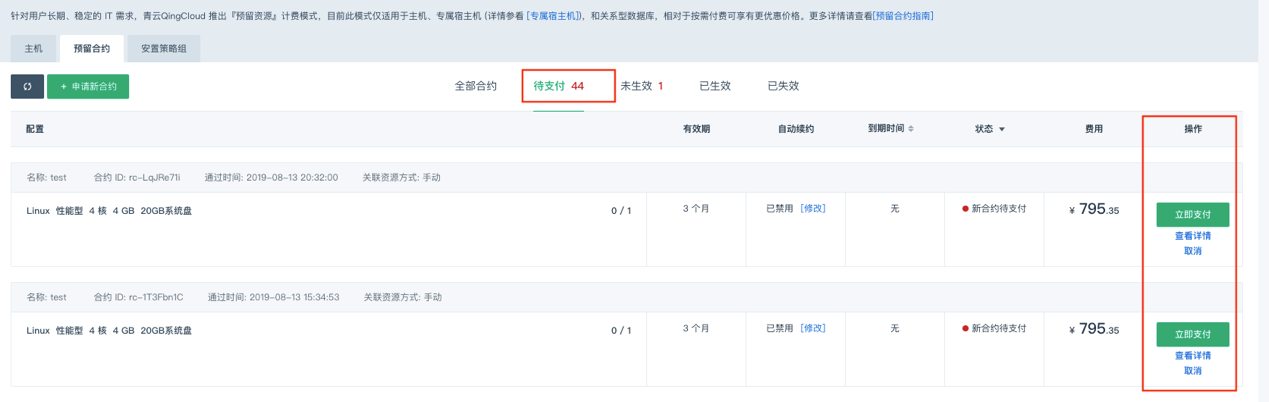 针对用户长期、稳定的 IT 需求，青云QingCloud 推出『预留资源』计费模式，目前此模式仅适用于主机、专属宿主机 (详情参看 [专属宿主机])，和关系型数据库，相对于按需付费可享有更优惠价格。更多详情请查看[预留合约指南]
主机 预留合约 安置策略组
+ 申请新合约 全部合约 待支付 44 未生效 1 已生效 已失效
配置 有效期 自动续约 到期时间 状态 费用 操作
名称: test 合约 ID: rc-LqJRe71i 通过时间: 2019-08-13 20:32:00 关联资源方式: 手动
Linux 性能型 4 核 4 GB 20GB系统盘 0 / 1 3 个月 已禁用 [修改] 无 新合约待支付 ¥ 795.35 立即支付
查看详情
取消
名称: test 合约 ID: rc-1T3Fbn1C 通过时间: 2019-08-13 15:34:53 关联资源方式: 手动
Linux 性能型 4 核 4 GB 20GB系统盘 0 / 1 3 个月 已禁用 [修改] 无 新合约待支付 ¥ 795.35 立即支付
查看详情
取消